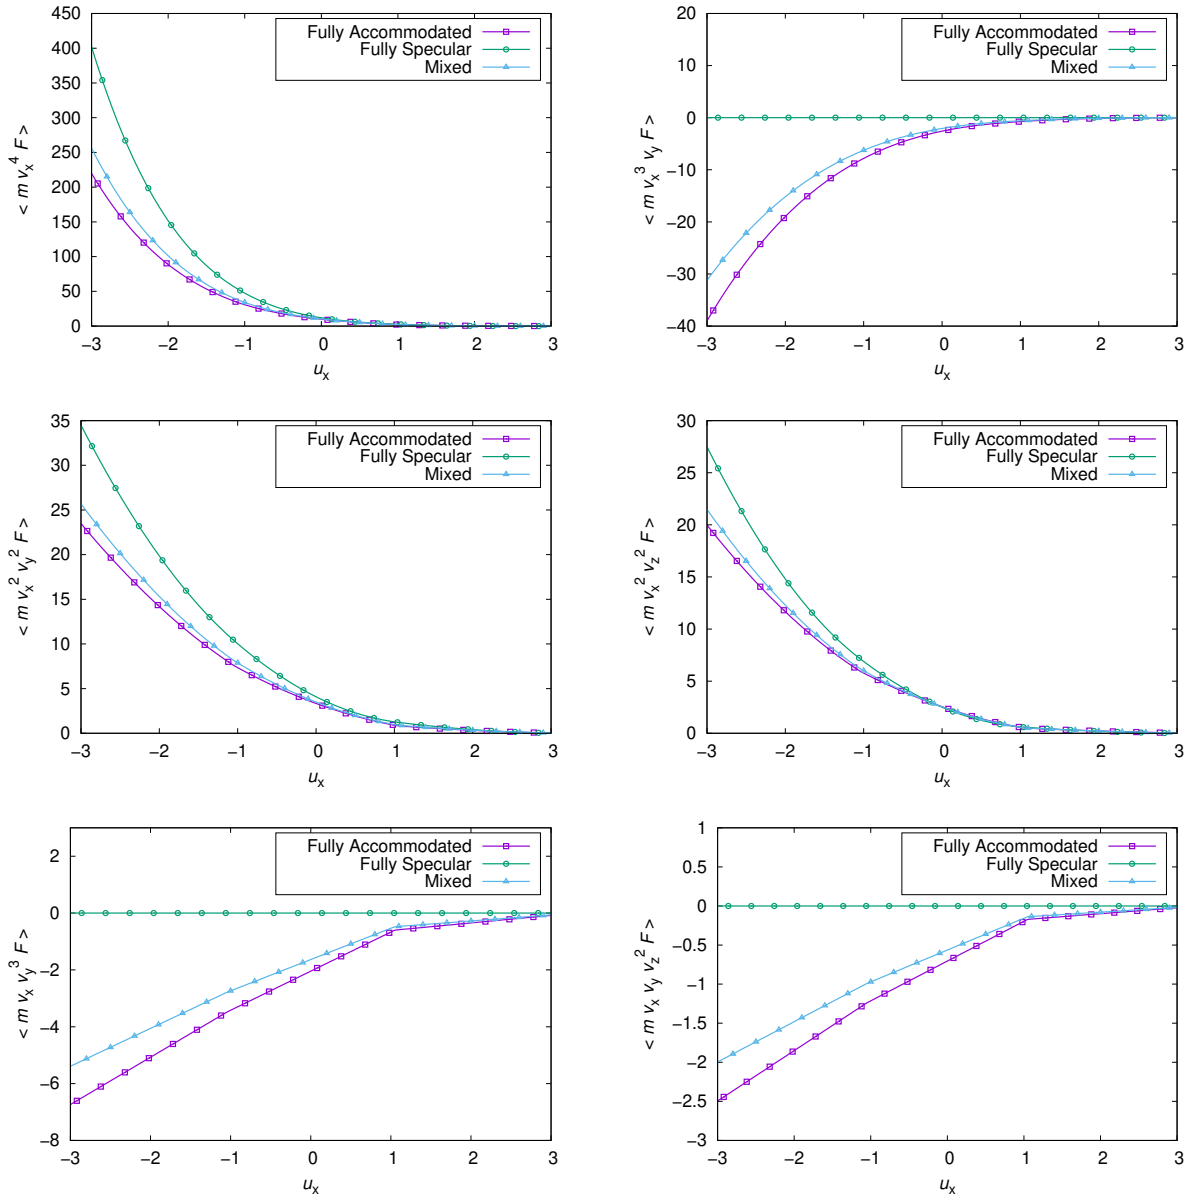 < m v_x^4 F >
450
400
350
300
250
200
150
100
50
0
−3 −2 −1 0 1 2 3
u_x
Fully Accommodated
Fully Specular
Mixed
< m v_x^3 v_y F >
20
10
0
−10
−20
−30
−40
−3 −2 −1 0 1 2 3
u_x
Fully Accommodated
Fully Specular
Mixed
< m v_x^2 v_y^2 F >
35
30
25
20
15
10
5
0
−3 −2 −1 0 1 2 3
u_x
Fully Accommodated
Fully Specular
Mixed
< m v_x^2 v_z^2 F >
30
25
20
15
10
5
0
−3 −2 −1 0 1 2 3
u_x
Fully Accommodated
Fully Specular
Mixed
< m v_x v_y^3 F >
2
0
−2
−4
−6
−8
−3 −2 −1 0 1 2 3
u_x
Fully Accommodated
Fully Specular
Mixed
< m v_x v_y v_z^2 F >
1
0.5
0
−0.5
−1
−1.5
−2
−2.5
−3
−3 −2 −1 0 1 2 3
u_x
Fully Accommodated
Fully Specular
Mixed